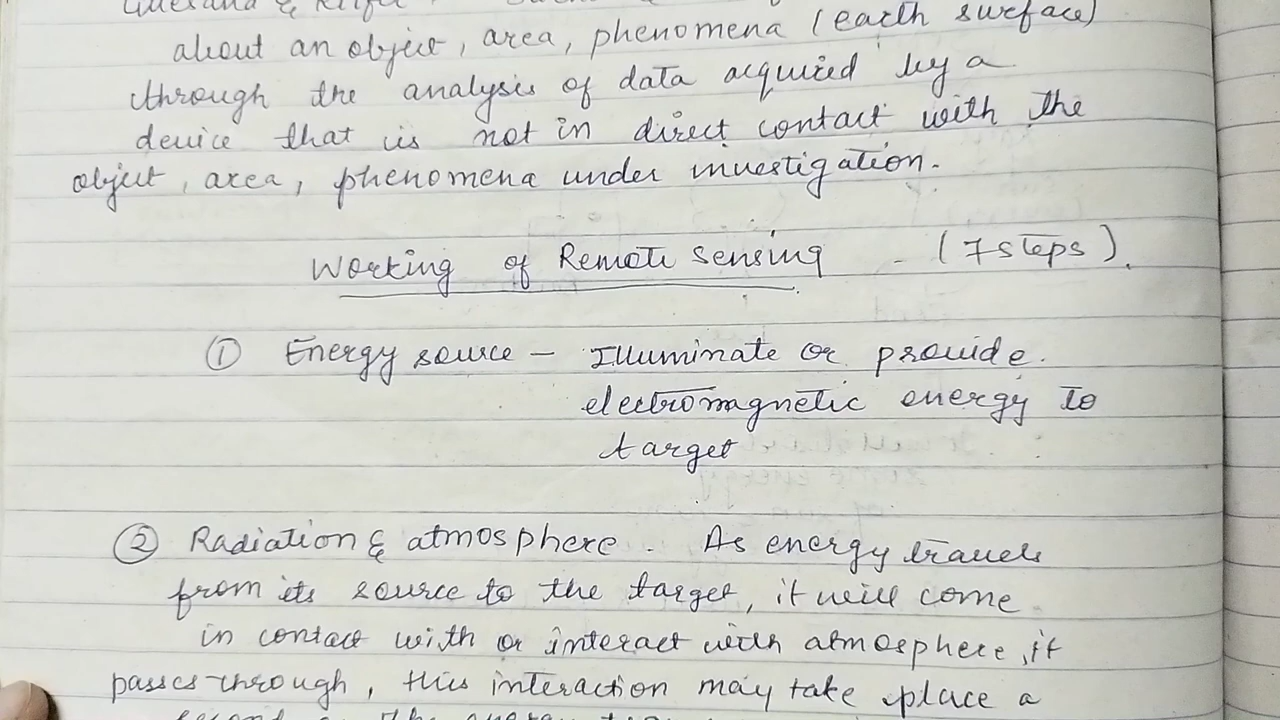 about an object, area, phenomena (earth surface)
through the analysis of data acquired by a
device that is not in direct contact with the
object, area, phenomena under investigation.
Working of Remote sensing - (7 steps).
① Energy source - Illuminate or provide.
electromagnetic energy to
target
② Radiation & atmosphere. As energy travels
from its source to the target, it will come
in contact with or interact with atmosphere, it
passes through, this interaction may take place a